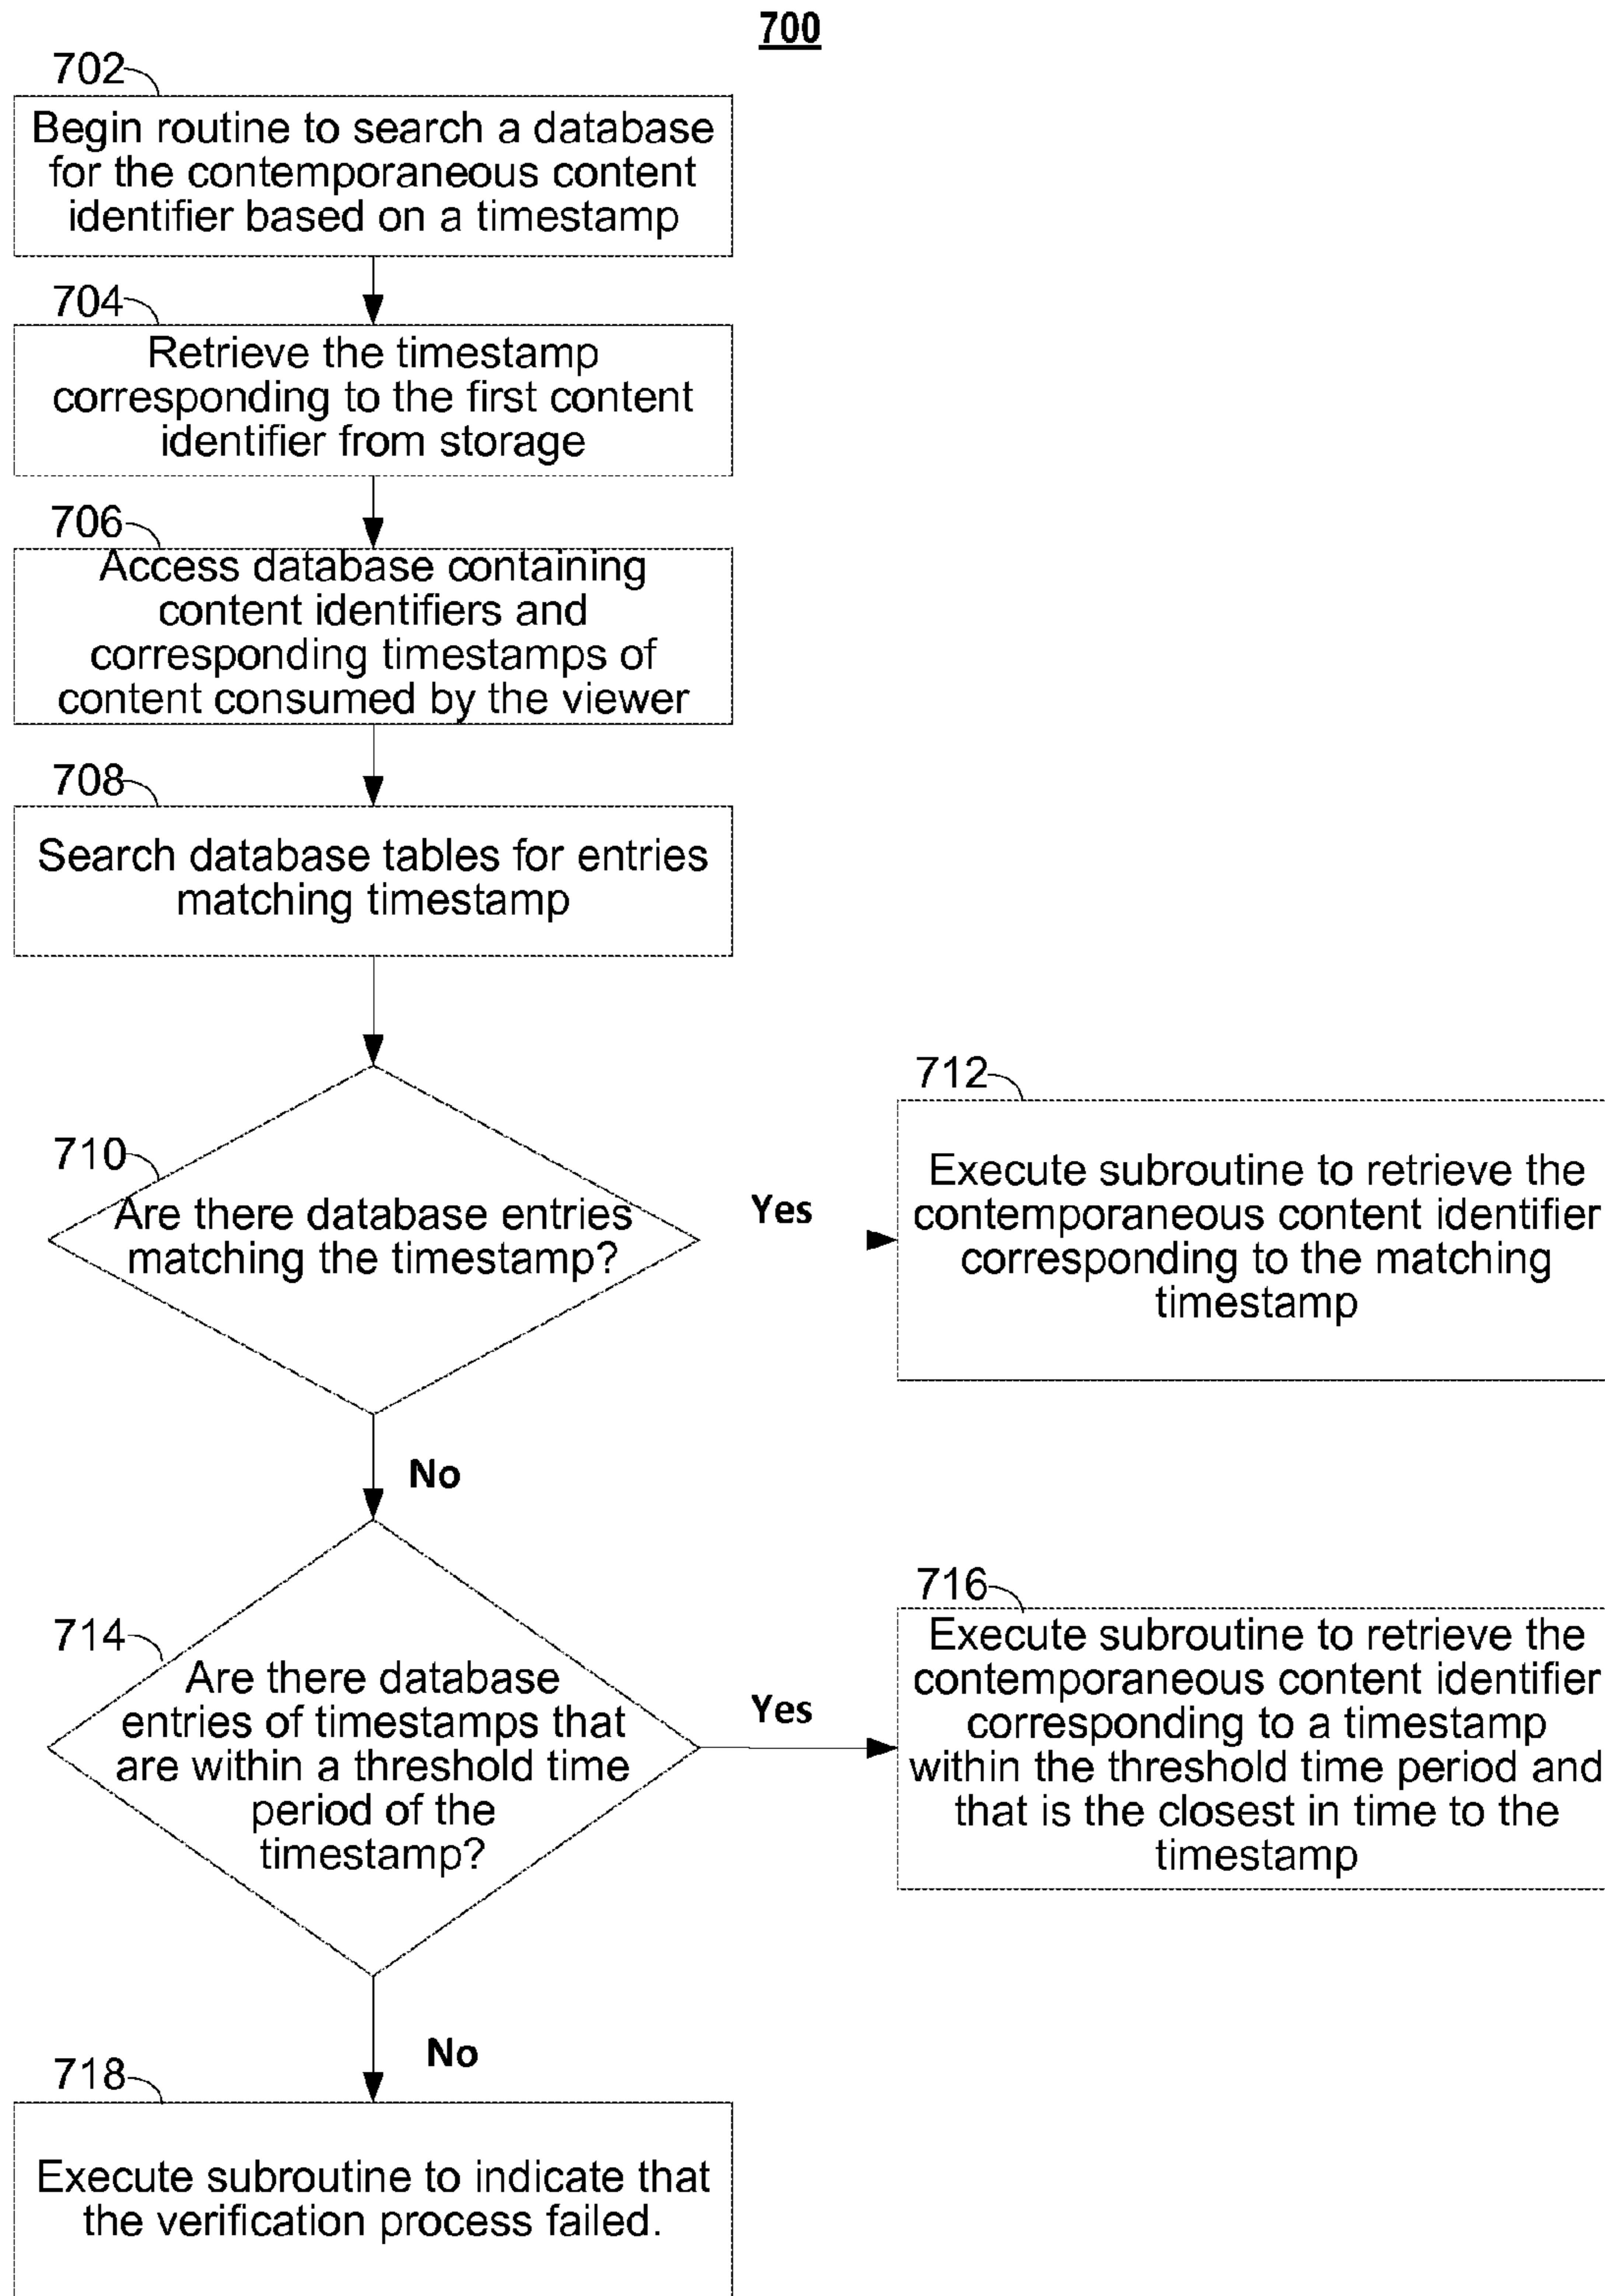 700
702
Begin routine to search a database
for the contemporaneous content
identifier based on a timestamp
704
Retrieve the timestamp
corresponding to the first content
identifier from storage
706
Access database containing
content identifiers and
corresponding timestamps of
content consumed by the viewer
708
Search database tables for entries
matching timestamp
710
Are there database entries
matching the timestamp?
Yes
712
Execute subroutine to retrieve the
contemporaneous content identifier
corresponding to the matching
timestamp
No
714
Are there database
entries of timestamps that
are within a threshold time
period of the
timestamp?
Yes
716
Execute subroutine to retrieve the
contemporaneous content identifier
corresponding to a timestamp
within the threshold time period and
that is the closest in time to the
timestamp
No
718
Execute subroutine to indicate that
the verification process failed.